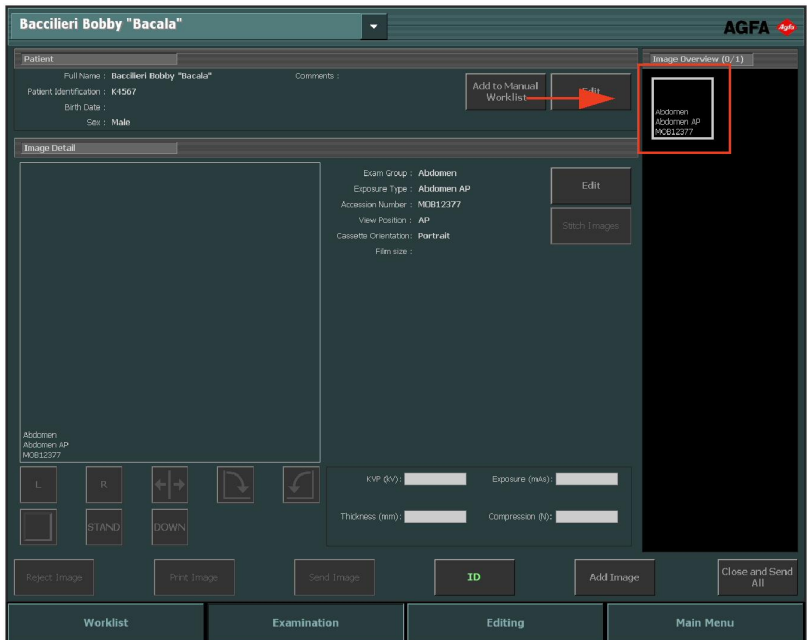 Baccilieri Bobby "Bacala"
AGFA Agfa
Patient
Image Overview (0/1)
Full Name : Baccilieri Bobby "Bacala"
Comments :
Patient Identification : K4567
Birth Date :
Sex : Male
Add to Manual
Worklist
Edit
Abdomen
Abdomen AP
MOB12377
Image Detail
Exam Group : Abdomen
Exposure Type : Abdomen AP
Accession Number : MOB12377
View Position : AP
Cassette Orientation: Portrait
Film size :
Edit
Stitch Images
Abdomen
Abdomen AP
MOB12377
L
R
STAND
DOWN
KVP (kV):
Exposure (mAs):
Thickness (mm):
Compression (N):
Reject Image
Print Image
Send Image
ID
Add Image
Close and Send
All
Worklist
Examination
Editing
Main Menu